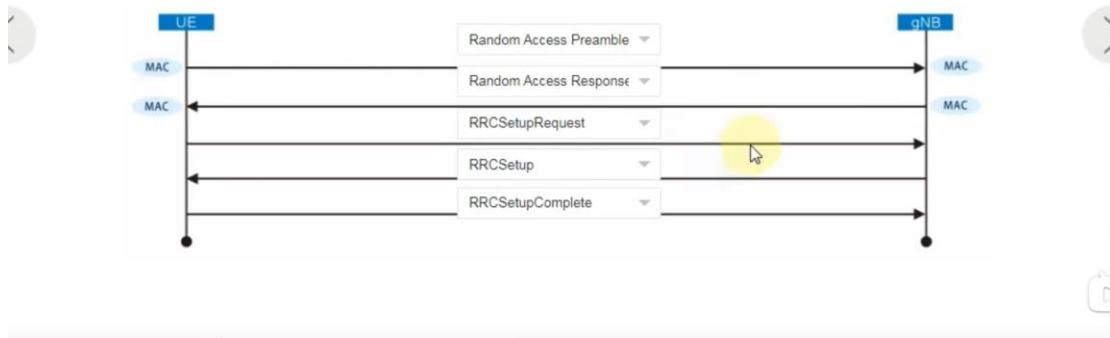 UE
gNB
Random Access Preamble
MAC
MAC
Random Access Response
MAC
MAC
RRCSetupRequest
RRCSetup
RRCSetupComplete